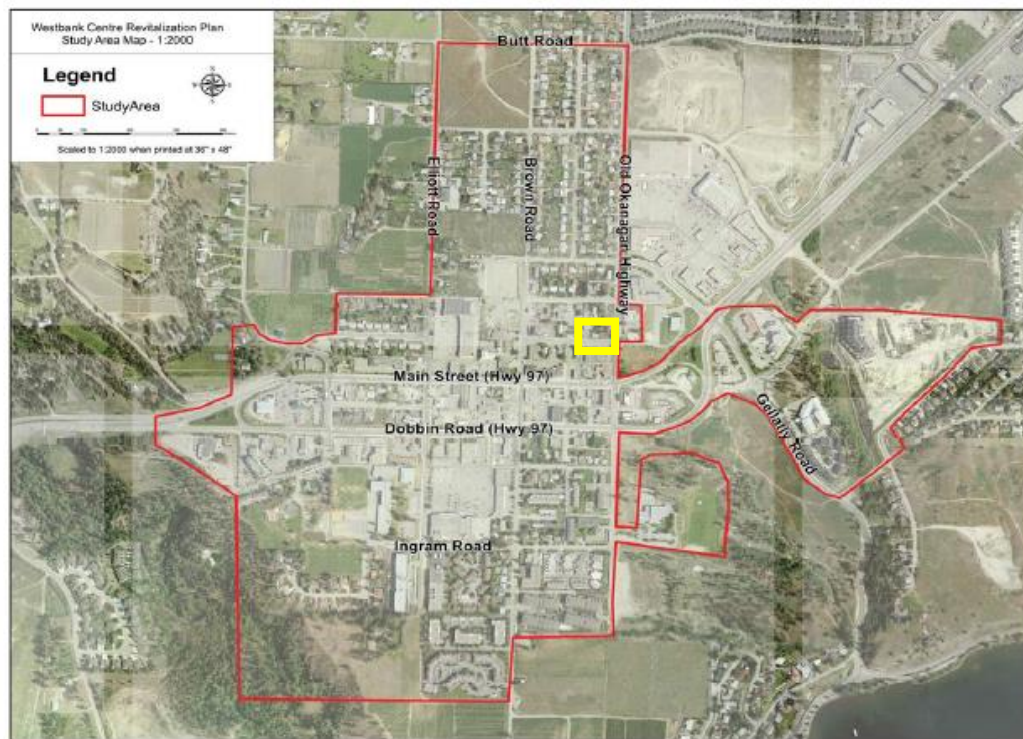 Westbank Centre Revitalization Plan
Study Area Map - 1:2000
Legend
StudyArea
Scaled to 1:2000 when printed at 36" x 48"
Butt Road
Elliott Road
Brown Road
Old Okanagan Highway
Main Street (Hwy 97)
Dobbin Road (Hwy 97)
Gellatly Road
Ingram Road